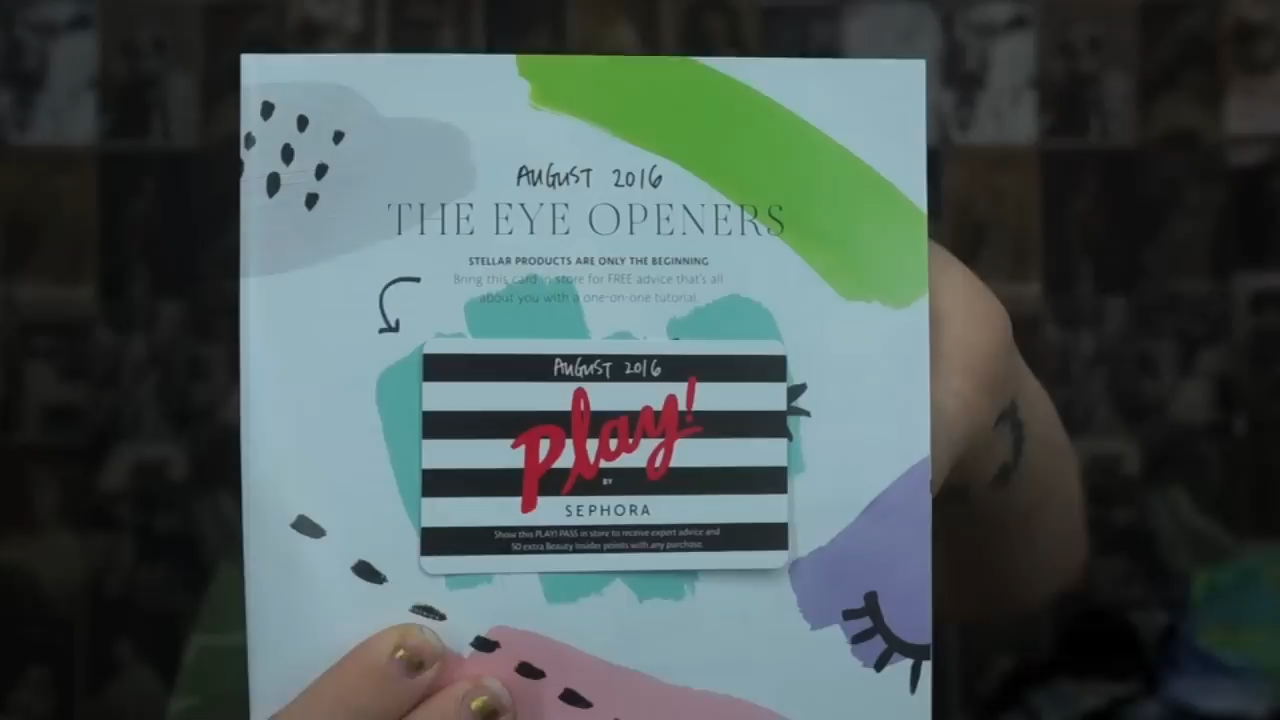 AUGUST 2016
THE EYE OPENERS
STELLAR PRODUCTS ARE ONLY THE BEGINNING
Bring this card in store for FREE advice that's all
about you with a one-on-one tutorial.
AUGUST 2016
Play!
BY
SEPHORA
Show this PLAY! PASS in store to receive expert advice and
50 extra Beauty Insider points with any purchase.